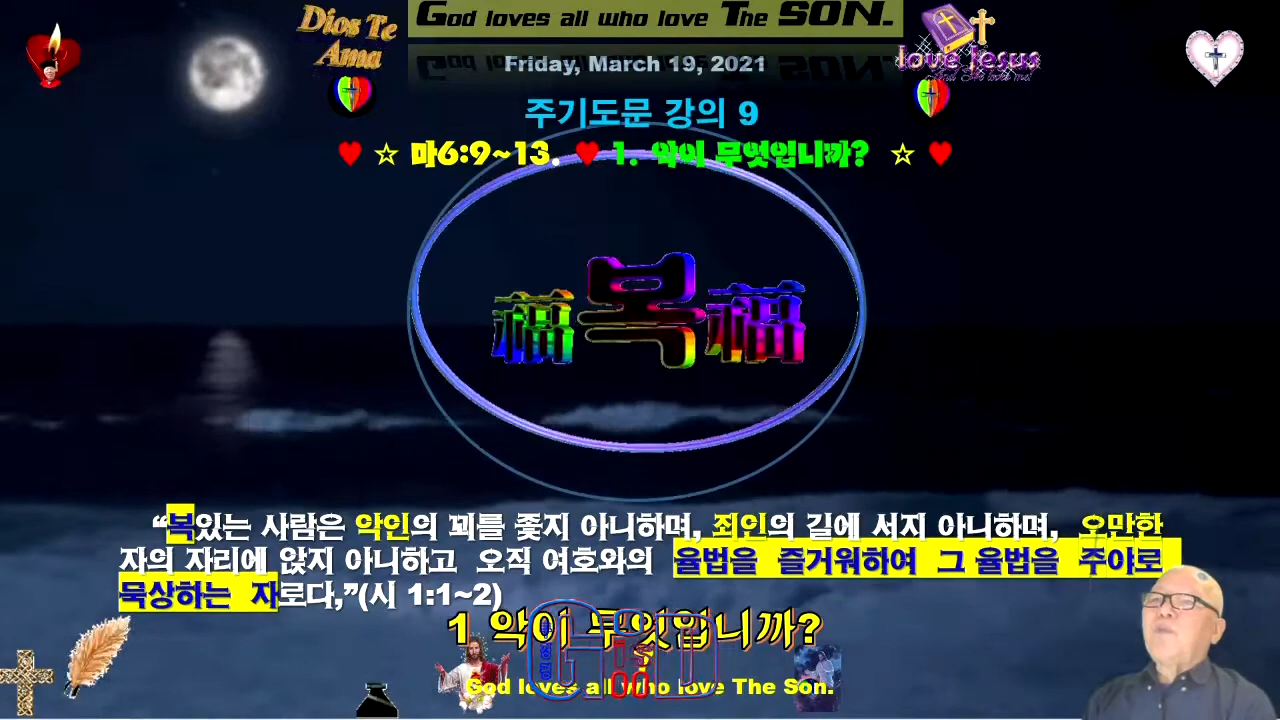 Dios Te
Ama
God loves all who love The SON.
love Jesus
Friday, March 19, 2021
주기도문 강의 9
♥ ☆ 마6:9~13. ♥ 1. 악이 무엇입니까? ☆ ♥
福복福
“복있는 사람은 악인의 꾀를 좇지 아니하며, 죄인의 길에 서지 아니하며, 오만한
자의 자리에 앉지 아니하고 오직 여호와의 율법을 즐거워하여 그 율법을 주야로
묵상하는 자로다,”(시 1:1~2)
1 악이 무엇입니까?
God loves all who love The Son.